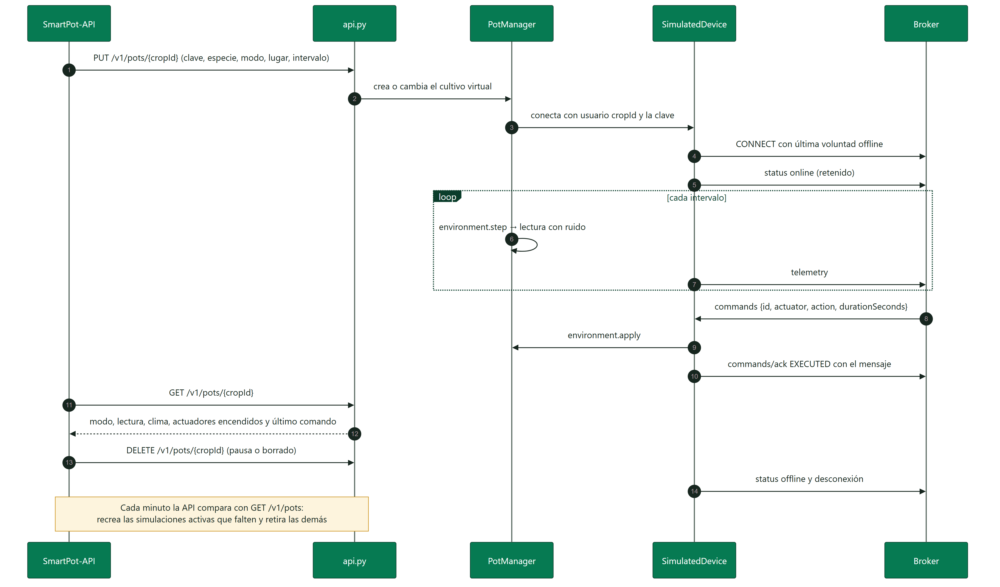 SmartPot-API
api.py
PotManager
SimulatedDevice
Broker
PUT /v1/pots/{cropId} (clave, especie, modo, lugar, intervalo)
1
crea o cambia el cultivo virtual
2
conecta con usuario cropId y la clave
3
CONNECT con última voluntad offline
4
status online (retenido)
5
loop
[cada intervalo]
environment.step → lectura con ruido
6
telemetry
7
commands {id, actuator, action, durationSeconds}
8
environment.apply
9
commands/ack EXECUTED con el mensaje
10
GET /v1/pots/{cropId}
11
modo, lectura, clima, actuadores encendidos y último comando
12
DELETE /v1/pots/{cropId} (pausa o borrado)
13
status offline y desconexión
14
Cada minuto la API compara con GET /v1/pots:
recrea las simulaciones activas que falten y retira las demás
SmartPot-API
api.py
PotManager
SimulatedDevice
Broker